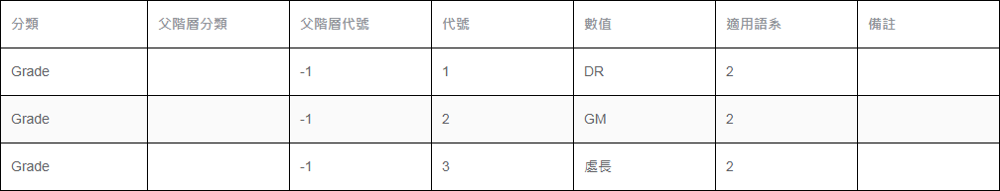 分類 父階層分類 父階層代號 代號 數值 適用語系 備註
Grade -1 1 DR 2
Grade -1 2 GM 2
Grade -1 3 處長 2